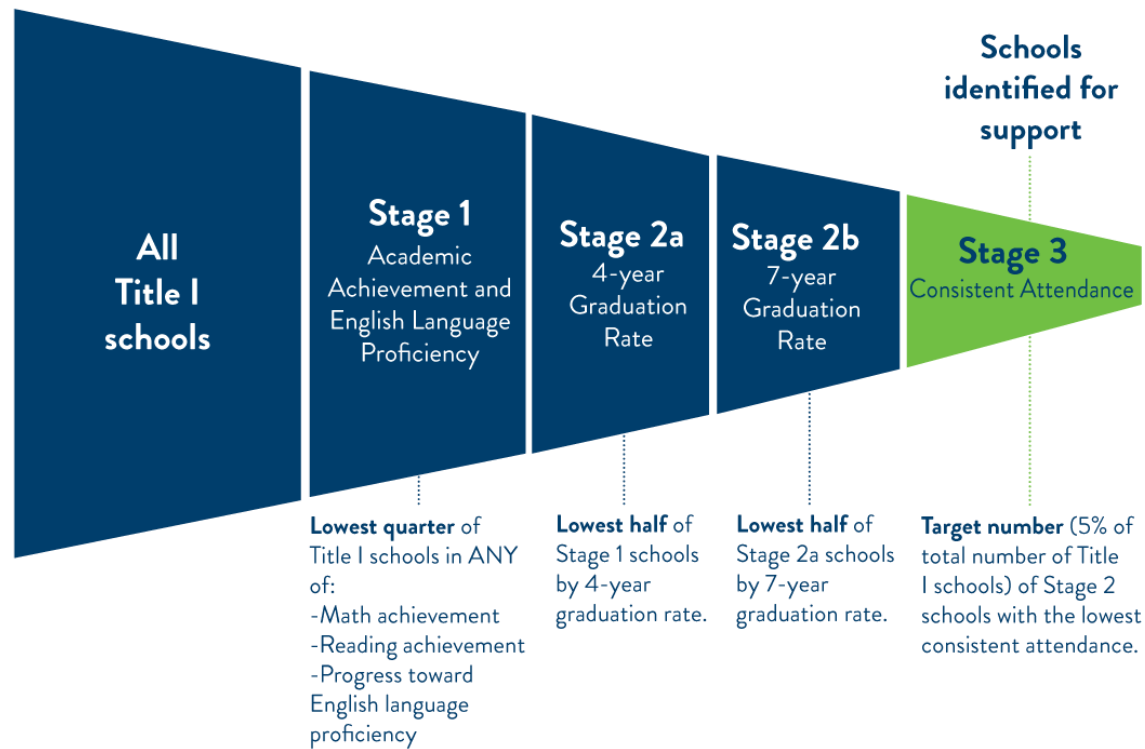 All
Title I
schools
Stage 1
Academic
Achievement and
English Language
Proficiency
Stage 2a
4-year
Graduation
Rate
Stage 2b
7-year
Graduation
Rate
Schools
identified for
support
Stage 3
Consistent Attendance
Lowest quarter of
Title I schools in ANY
of:
-Math achievement
-Reading achievement
-Progress toward
English language
proficiency
Lowest half of
Stage 1 schools
by 4-year
graduation rate.
Lowest half of
Stage 2a schools
by 7-year
graduation rate.
Target number (5% of
total number of Title
I schools) of Stage 2
schools with the lowest
consistent attendance.